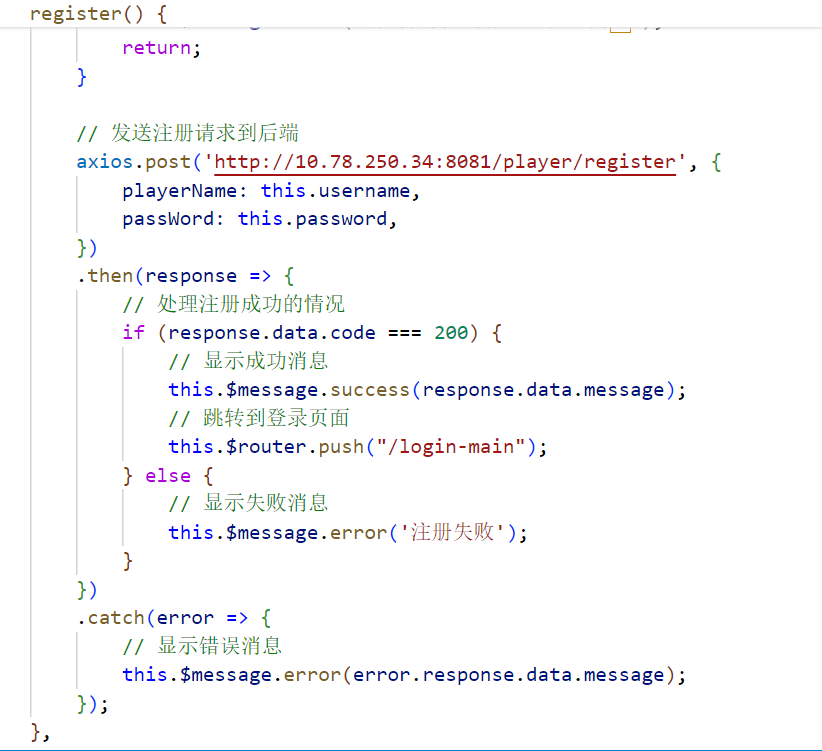 register() {
return;
}
// 发送注册请求到后端
axios.post('http://10.78.250.34:8081/player/register', {
playerName: this.username,
passWord: this.password,
})
.then(response => {
// 处理注册成功的情况
if (response.data.code === 200) {
// 显示成功消息
this.$message.success(response.data.message);
// 跳转到登录页面
this.$router.push("/login-main");
} else {
// 显示失败消息
this.$message.error('注册失败');
}
})
.catch(error => {
// 显示错误消息
this.$message.error(error.response.data.message);
});
},